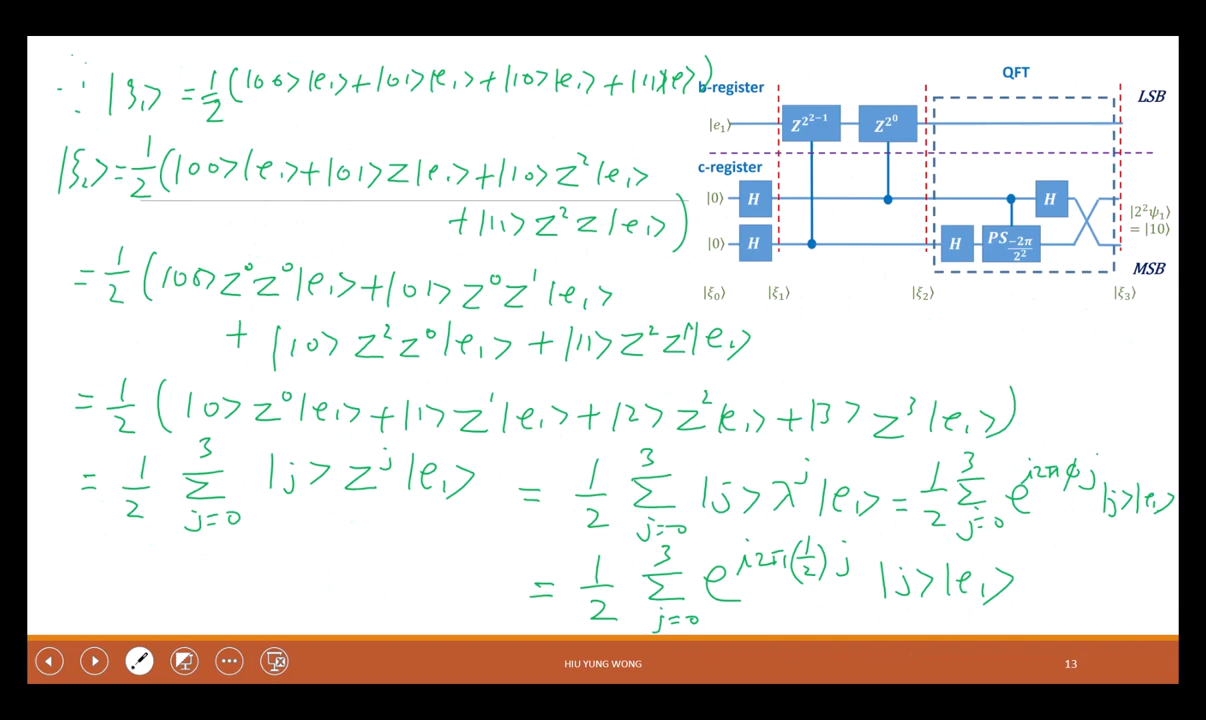 ∵ |ξ₁> = 1/2 (|00>|e₁> + |01>|e₁> + |10>|e₁> + |11>|e₁>)
|ξ₂> = 1/2 (|00>|e₁> + |01>Z|e₁> + |10>Z²|e₁>
+ |11>Z²Z|e₁>)
= 1/2 (|00>Z⁰Z⁰|e₁> + |01>Z⁰Z¹|e₁>
+ |10>Z²Z⁰|e₁> + |11>Z²Z¹|e₁>
= 1/2 (|0>Z⁰|e₁> + |1>Z¹|e₁> + |2>Z²|e₁> + |3>Z³|e₁>)
= 1/2 Σ_{j=0}^{3} |j>Z^j|e₁> = 1/2 Σ_{j=0}^{3} |j>λ^j|e₁> = 1/2 Σ_{j=0}^{3} e^{i2πϕj}|j>|e₁>
= 1/2 Σ_{j=0}^{3} e^{i2π(1/2)j} |j>|e₁>
QFT
b-register
LSB
|e₁⟩ Z^{2^{2-1}} Z^{2^0}
c-register
|0⟩ H H
|2²ψ₁⟩
= |10⟩
|0⟩ H H PS_{-2π/2²}
MSB
|ξ₀⟩ |ξ₁⟩ |ξ₂⟩ |ξ₃⟩
HIU YUNG WONG
13